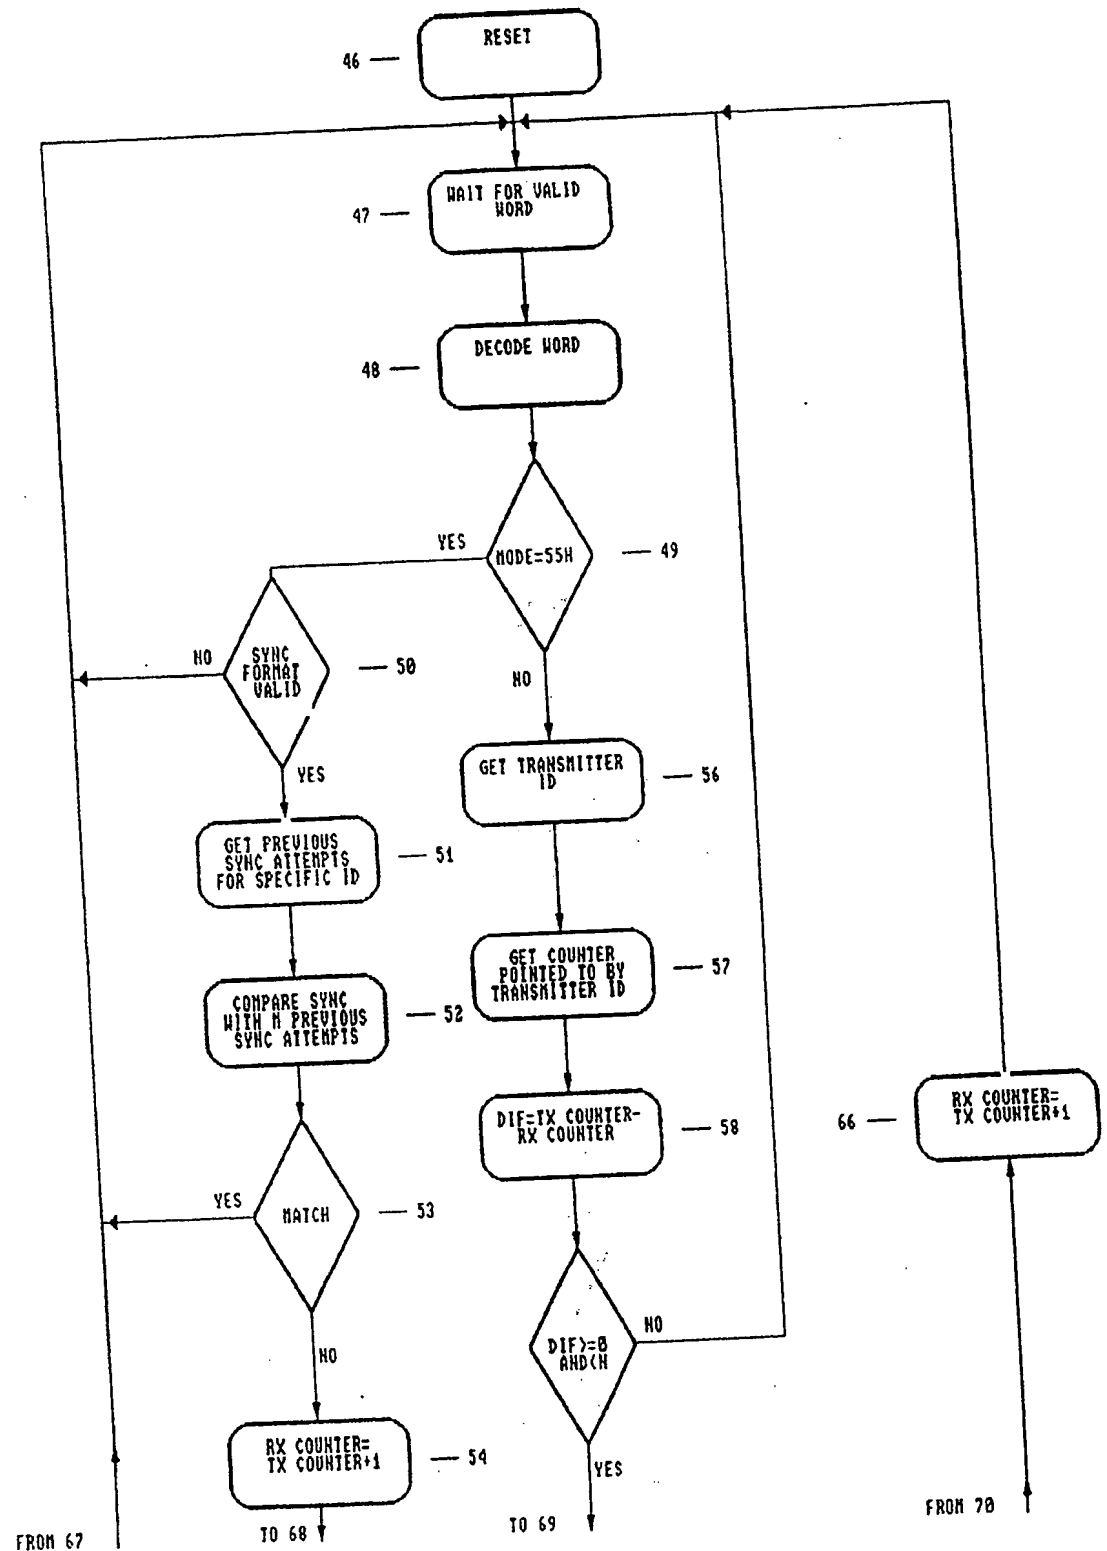 RESET
46
WAIT FOR VALID
WORD
47
DECODE WORD
48
YES
MODE=55H
49
NO
SYNC
FORMAT
VALID
50
NO
YES
GET TRANSMITTER
ID
56
GET PREVIOUS
SYNC ATTEMPTS
FOR SPECIFIC ID
51
GET COUNTER
POINTED TO BY
TRANSMITTER ID
57
COMPARE SYNC
WITH M PREVIOUS
SYNC ATTEMPTS
52
DIF=TX COUNTER-
RX COUNTER
58
RX COUNTER=
TX COUNTER+1
66
YES
MATCH
53
NO
DIF>=0
AND<N
NO
YES
RX COUNTER=
TX COUNTER+1
54
FROM 67
TO 68
TO 69
FROM 70